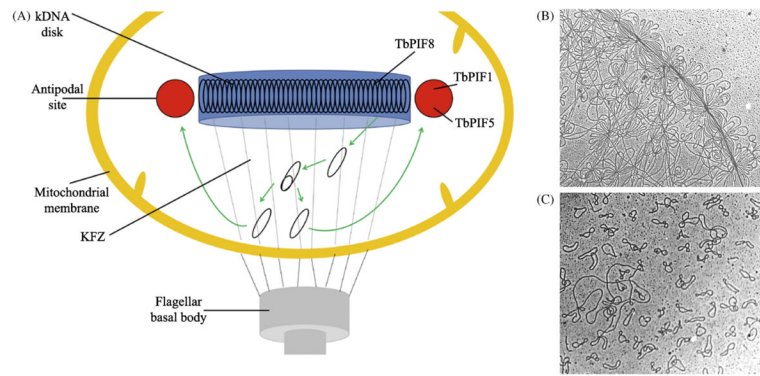 (A)
kDNA
disk
TbPIF8
Antipodal
site
TbPIF1
TbPIF5
Mitochondrial
membrane
KFZ
Flagellar
basal body
(B)
(C)